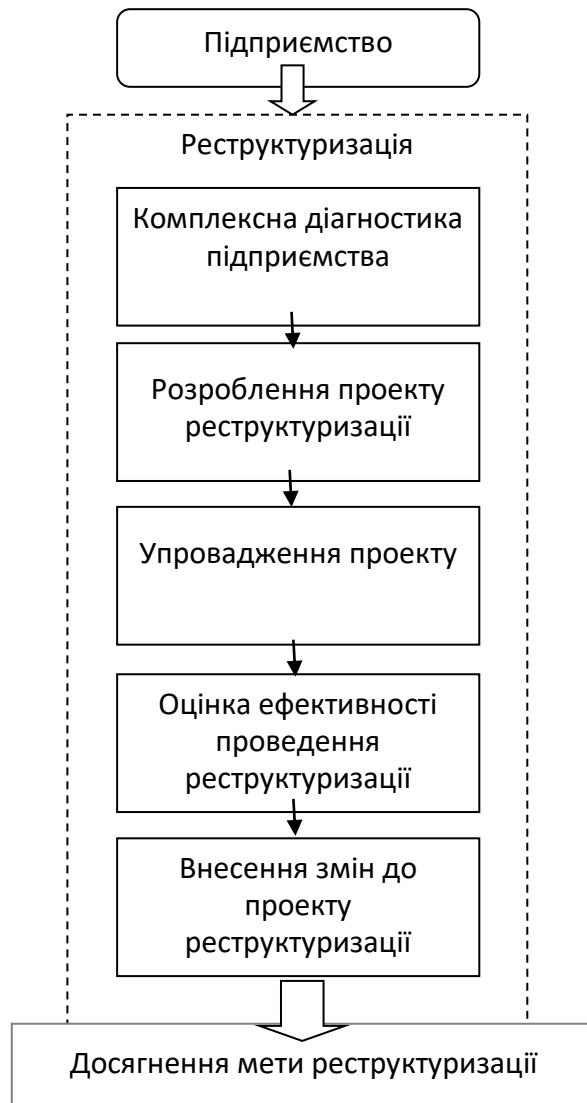 Підприємство
Реструктуризація
Комплексна діагностика
підприємства
Розроблення проекту
реструктуризації
Упровадження проекту
Оцінка ефективності
проведення
реструктуризації
Внесення змін до
проекту
реструктуризації
Досягнення мети реструктуризації